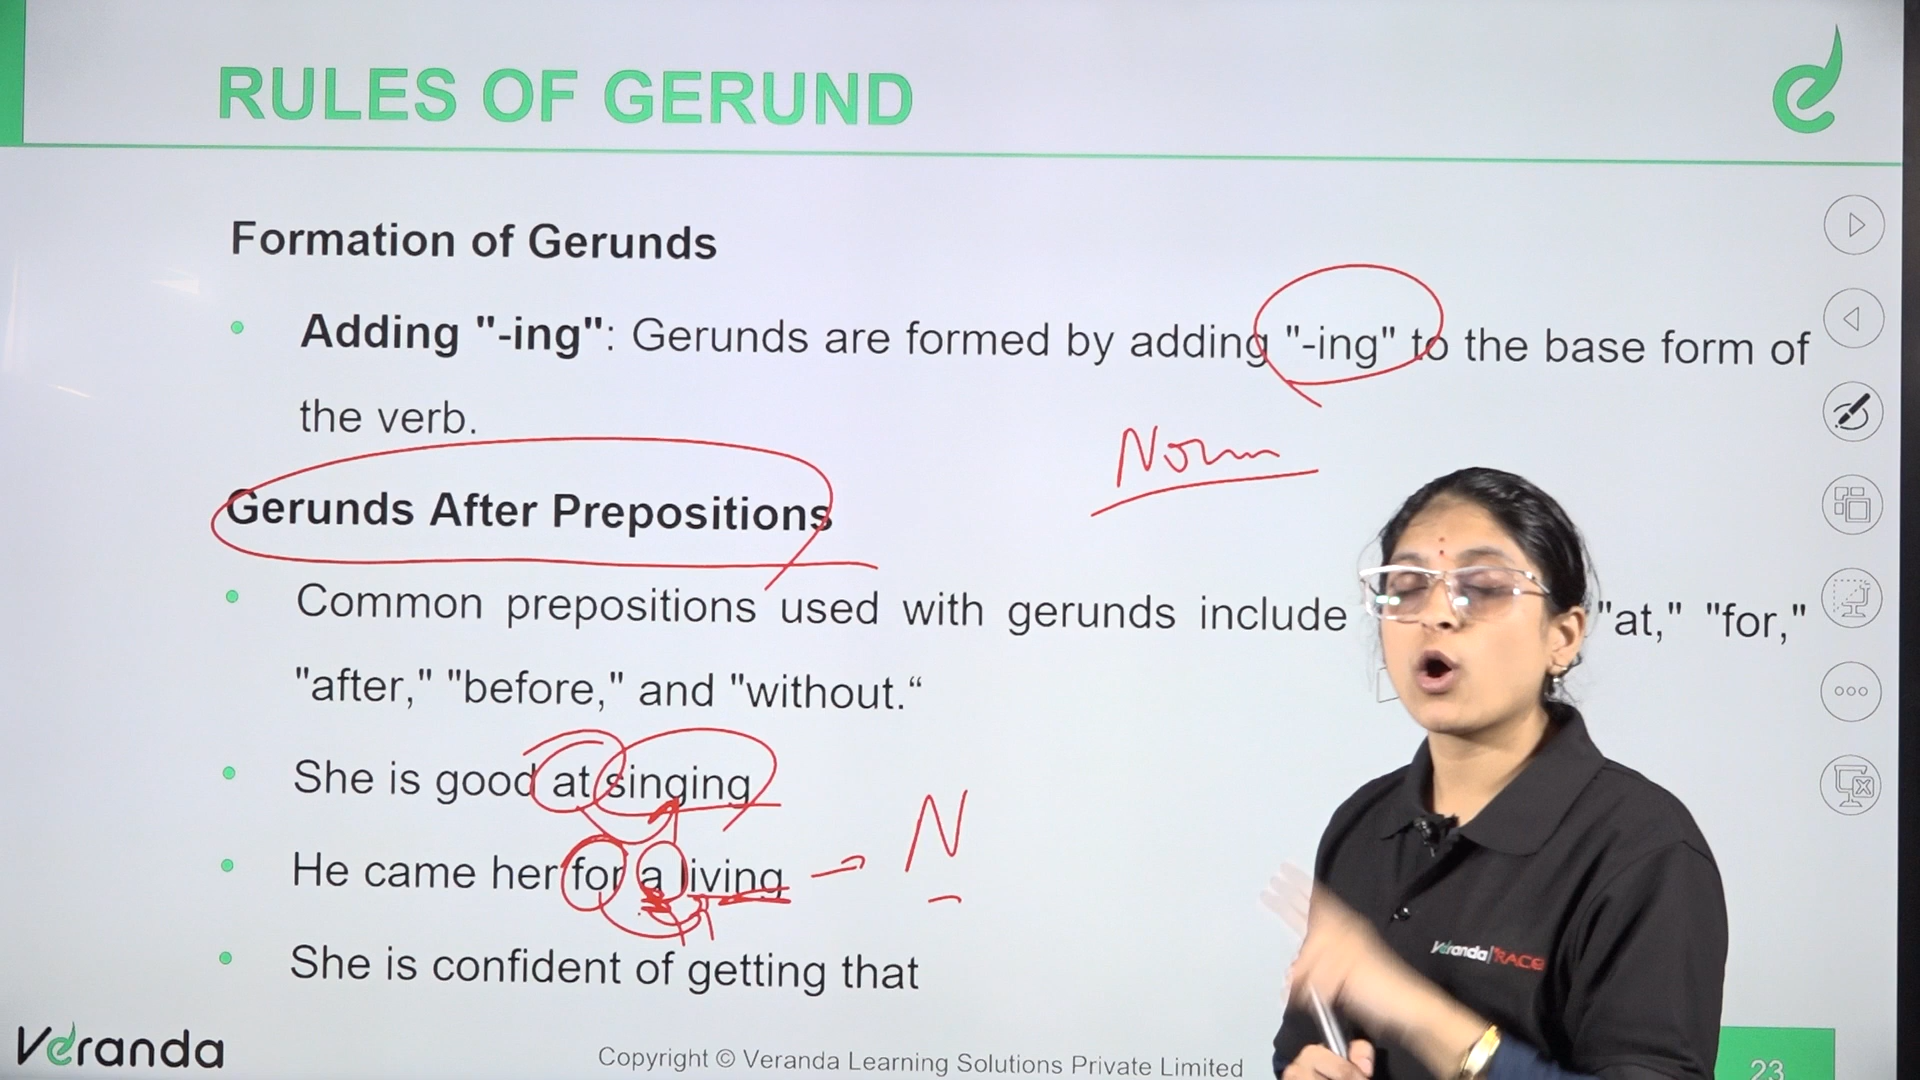 RULES OF GERUND
Formation of Gerunds
Adding "-ing": Gerunds are formed by adding "-ing" to the base form of
the verb.
Noun
Gerunds After Prepositions
Common prepositions used with gerunds include "at," "for,"
"after," "before," and "without.“
She is good at singing
He came her for a living N
She is confident of getting that
Veranda
Copyright © Veranda Learning Solutions Private Limited
23
Veranda RACE